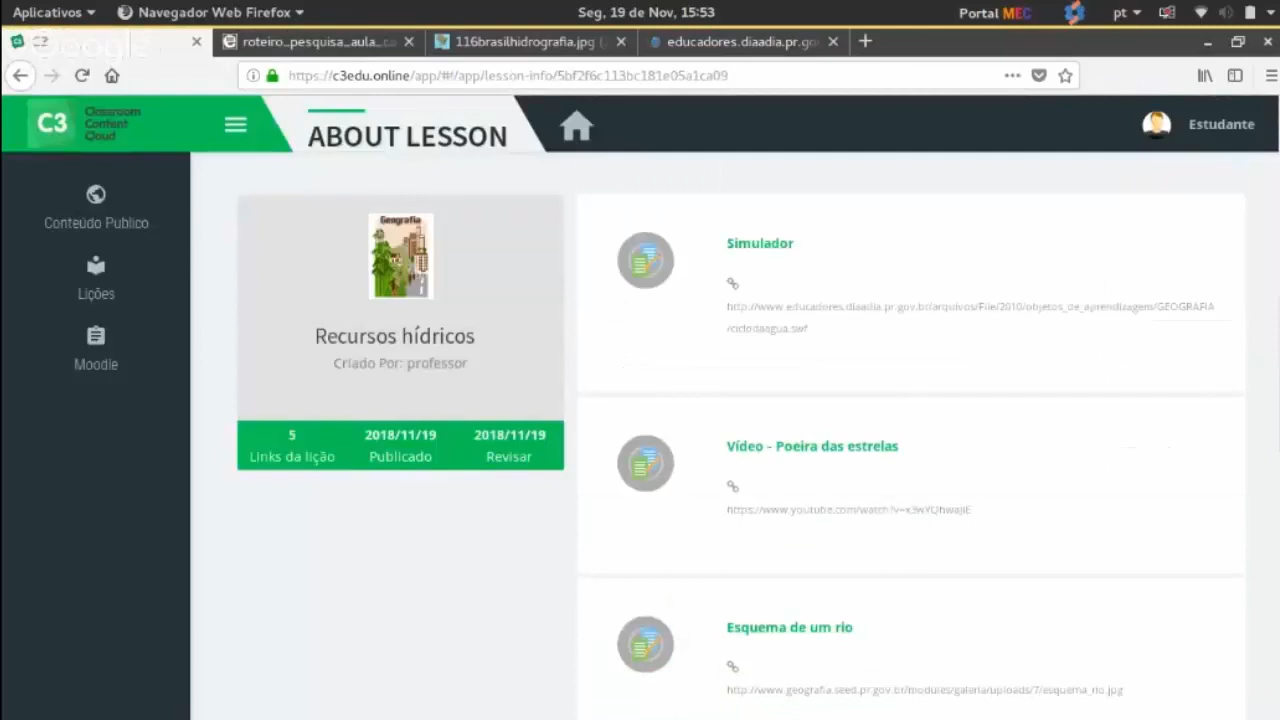 Aplicativos Navegador Web Firefox Seg, 19 de Nov, 15:53 Portal MEC pt
roteiro_pesquisa_aula_ca 116brasilhidrografia.jpg ( educadores.diaadia.pr.go
https://c3edu.online/app/#!/app/lesson-info/5bf2f6c113bc181e05a1ca09
C3
Classroom
Content
Cloud
ABOUT LESSON
Estudante
Conteúdo Publico
Lições
Moodle
Geografia
Recursos hídricos
Criado Por: professor
5 2018/11/19 2018/11/19
Links da lição Publicado Revisar
Simulador
http://www.educadores.diaadia.pr.gov.br/arquivos/File/2010/objetos_de_aprendizagem/GEOGRAFIA
/ciclodaagua.swf
Vídeo - Poeira das estrelas
Esquema de um rio
http://www.geografia.seed.pr.gov.br/modules/galeria/uploads/7/esquema_rio.jpg